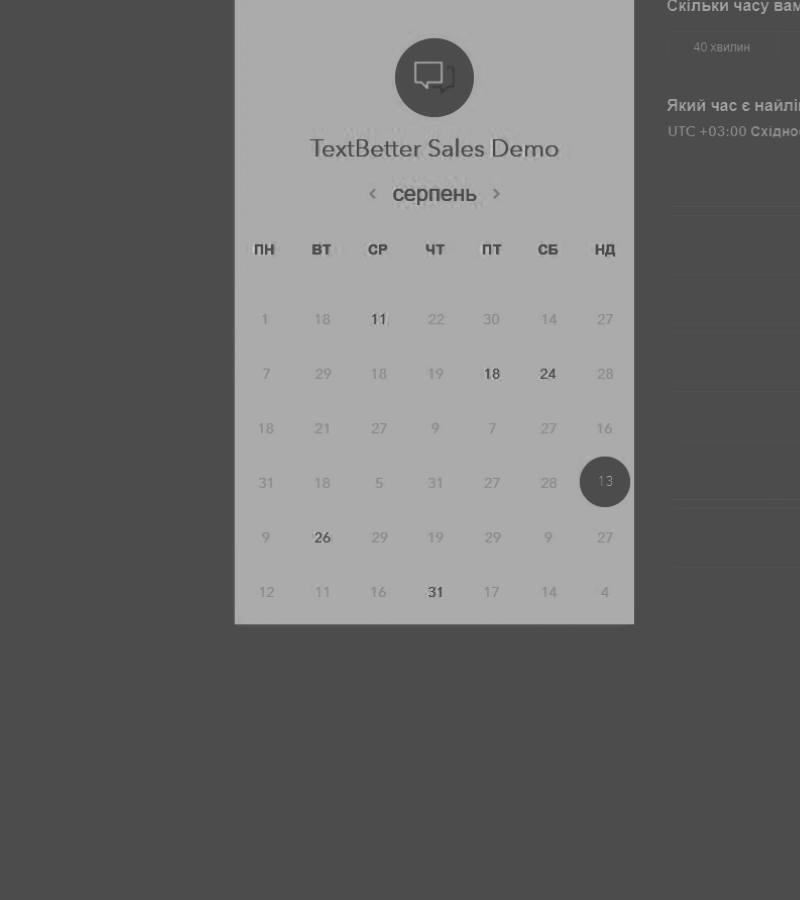 Скільки часу вам
40 хвилин
Який час є найлі
UTC +03:00 Східно
TextBetter Sales Demo
‹ серпень ›
ПН ВТ СР ЧТ ПТ СБ НД
1 18 11 22 30 14 27
7 29 18 19 18 24 28
18 21 27 9 7 27 16
31 18 5 31 27 28 13
9 26 29 19 29 9 27
12 11 16 31 17 14 4